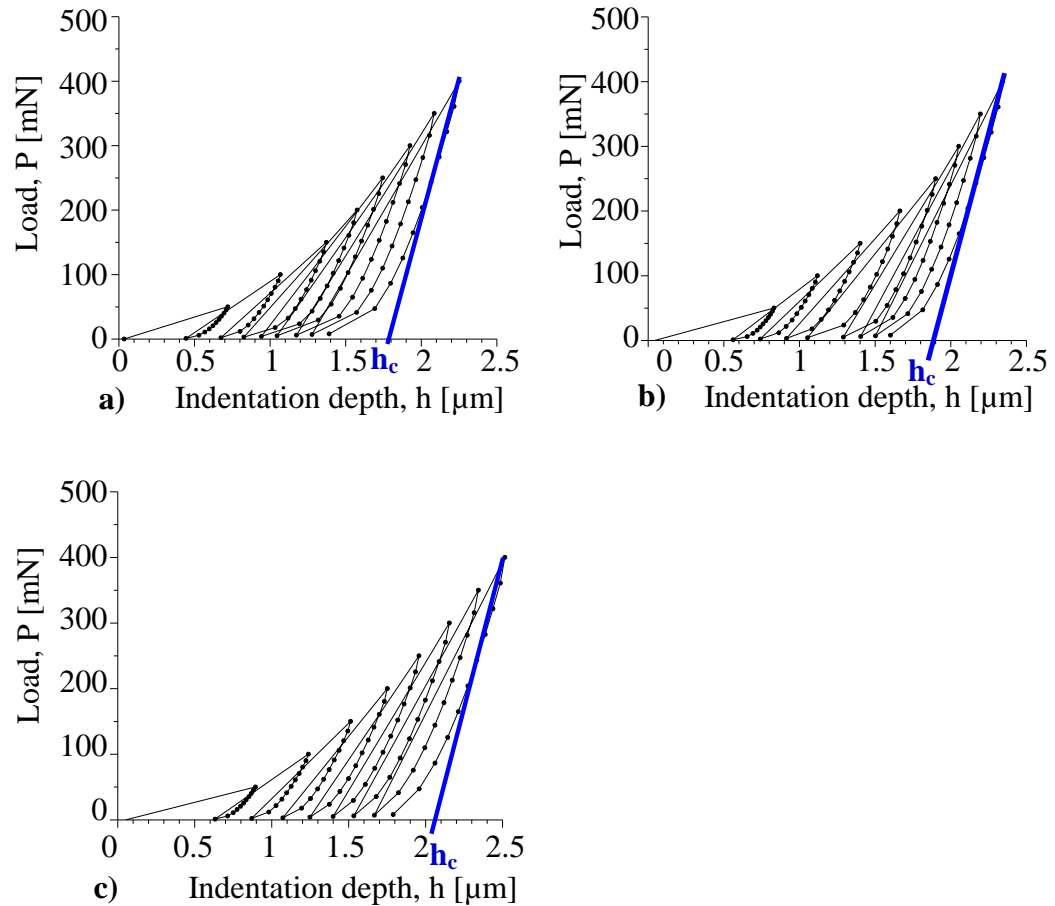 500
400
300
200
100
0
Load, P [mN]
0 0.5 1 1.5 2 2.5
h_c
a) Indentation depth, h [µm]
500
400
300
200
100
0
Load, P [mN]
0 0.5 1 1.5 2 2.5
h_c
b) Indentation depth, h [µm]
500
400
300
200
100
0
Load, P [mN]
0 0.5 1 1.5 2 2.5
h_c
c) Indentation depth, h [µm]